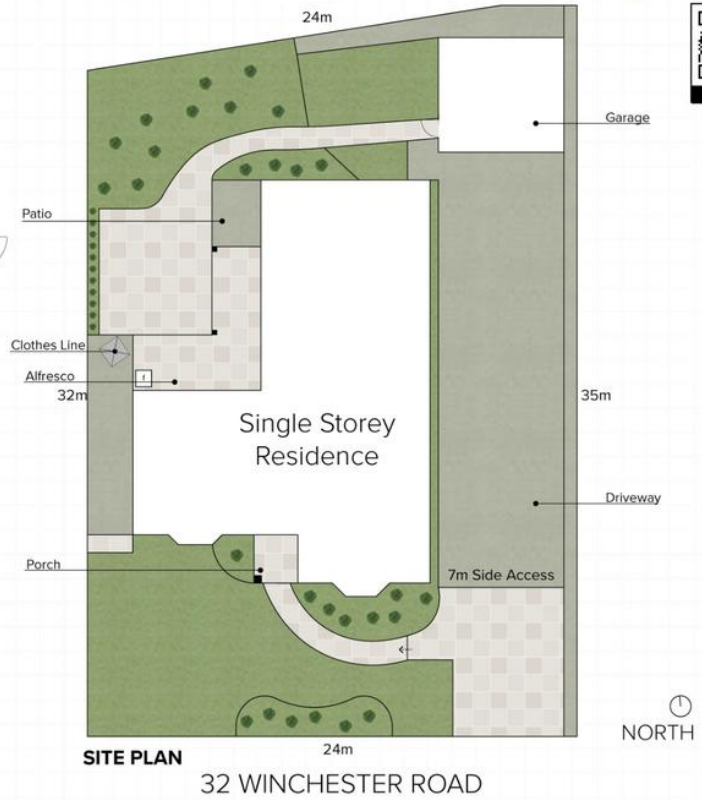 24m
Garage
Patio
Clothes Line
Alfresco
32m
35m
Single Storey
Residence
Driveway
Porch
7m Side Access
NORTH
24m
SITE PLAN
32 WINCHESTER ROAD